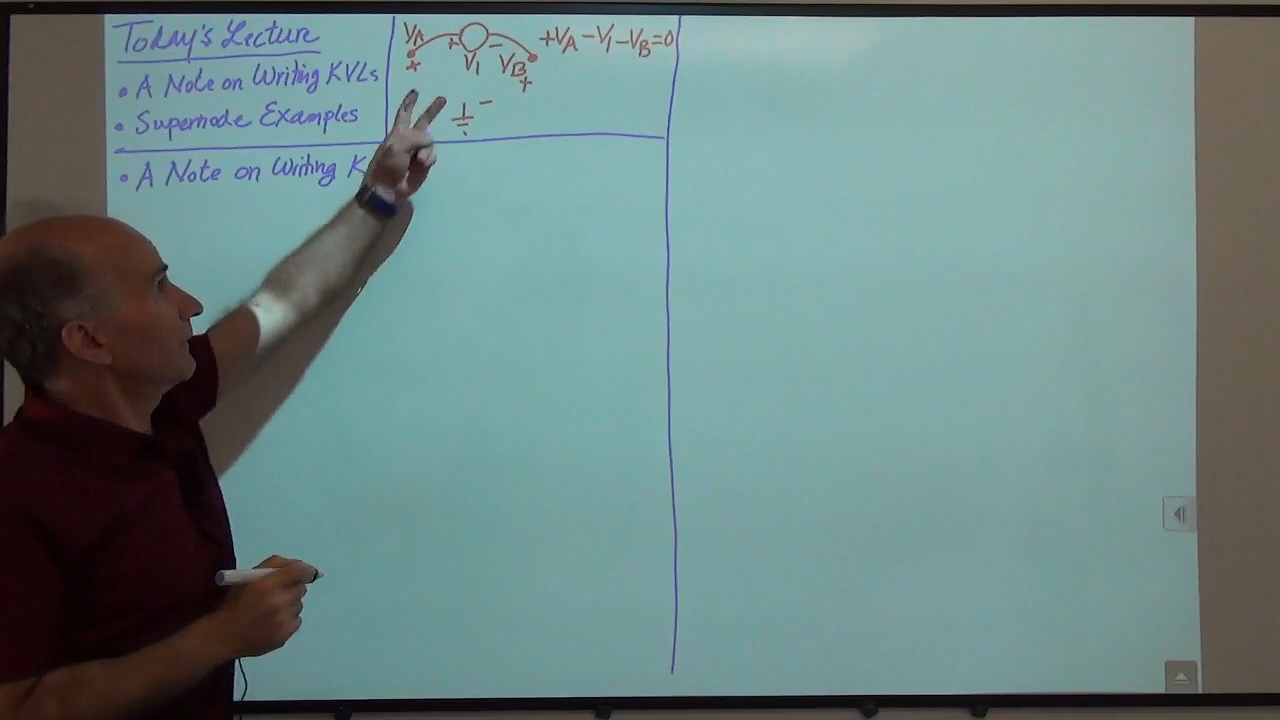 Today's Lecture
• A Note on Writing KVLs
• Supernode Examples
VA + V1 - VB +VA -V1 -VB=0
+ +
-
• A Note on Writing K